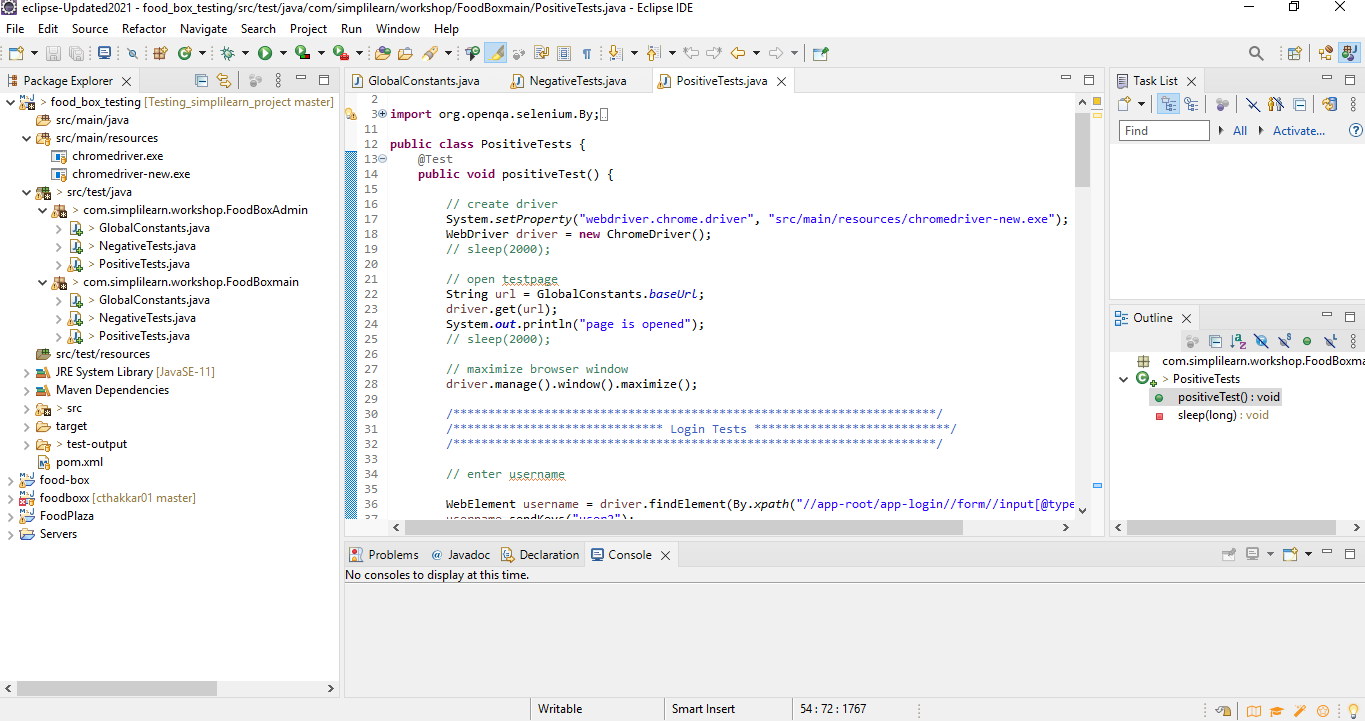 eclipse-Updated2021 - food_box_testing/src/test/java/com/simplilearn/workshop/FoodBoxmain/PositiveTests.java - Eclipse IDE
File Edit Source Refactor Navigate Search Project Run Window Help
Package Explorer
> food_box_testing [Testing_simplilearn_project master]
src/main/java
src/main/resources
chromedriver.exe
chromedriver-new.exe
> src/test/java
> com.simplilearn.workshop.FoodBoxAdmin
> GlobalConstants.java
> NegativeTests.java
> PositiveTests.java
> com.simplilearn.workshop.FoodBoxmain
> GlobalConstants.java
> NegativeTests.java
> PositiveTests.java
src/test/resources
JRE System Library [JavaSE-11]
Maven Dependencies
> src
target
> test-output
pom.xml
food-box
foodboxx [cthakkar01 master]
FoodPlaza
Servers
GlobalConstants.java NegativeTests.java PositiveTests.java
2
3 import org.openqa.selenium.By;
11
12 public class PositiveTests {
13 @Test
14 public void positiveTest() {
15
16 // create driver
17 System.setProperty("webdriver.chrome.driver", "src/main/resources/chromedriver-new.exe");
18 WebDriver driver = new ChromeDriver();
19 // sleep(2000);
20
21 // open testpage
22 String url = GlobalConstants.baseUrl;
23 driver.get(url);
24 System.out.println("page is opened");
25 // sleep(2000);
26
27 // maximize browser window
28 driver.manage().window().maximize();
29
30 /*********************************************************************/
31 /****************************** Login Tests ****************************/
32 /*********************************************************************/
33
34 // enter username
35
36 WebElement username = driver.findElement(By.xpath("//app-root/app-login//form//input[@type
37 username.sendKeys("user2");
Task List
Find All Activate...
Outline
com.simplilearn.workshop.FoodBoxma
> PositiveTests
positiveTest() : void
sleep(long) : void
Problems @ Javadoc Declaration Console
No consoles to display at this time.
Writable Smart Insert 54 : 72 : 1767